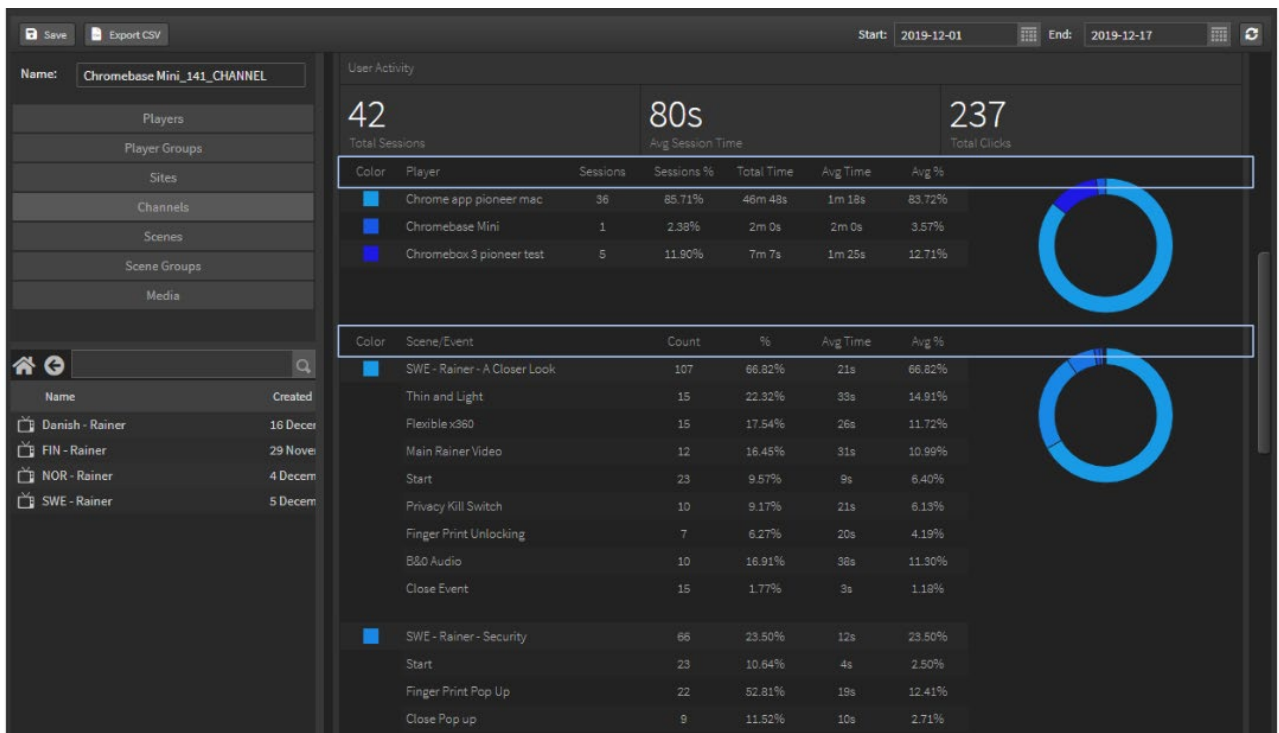 Save Export CSV Start: 2019-12-01 End: 2019-12-17
Name: Chromebase Mini_141_CHANNEL
Players
Player Groups
Sites
Channels
Scenes
Scene Groups
Media
Name Created
Danish - Rainer 16 Decer
FIN - Rainer 29 Nove
NOR - Rainer 4 Decem
SWE - Rainer 5 Decem
User Activity
42 80s 237
Total Sessions Avg Session Time Total Clicks
Color Player Sessions Sessions % Total Time Avg Time Avg %
Chrome app pioneer mac 36 85.71% 46m 48s 1m 18s 83.72%
Chromebase Mini 1 2.38% 2m 0s 2m 0s 3.57%
Chromebox 3 pioneer test 5 11.90% 7m 7s 1m 25s 12.71%
Color Scene/Event Count % Avg Time Avg %
SWE - Rainer - A Closer Look 107 66.82% 21s 66.82%
Thin and Light 15 22.32% 33s 14.91%
Flexible x360 15 17.54% 26s 11.72%
Main Rainer Video 12 16.45% 31s 10.99%
Start 23 9.57% 9s 6.40%
Privacy Kill Switch 10 9.17% 21s 6.13%
Finger Print Unlocking 7 6.27% 20s 4.19%
B&O Audio 10 16.91% 38s 11.30%
Close Event 15 1.77% 3s 1.18%
SWE - Rainer - Security 66 23.50% 12s 23.50%
Start 23 10.64% 4s 2.50%
Finger Print Pop Up 22 52.81% 19s 12.41%
Close Pop up 9 11.52% 10s 2.71%